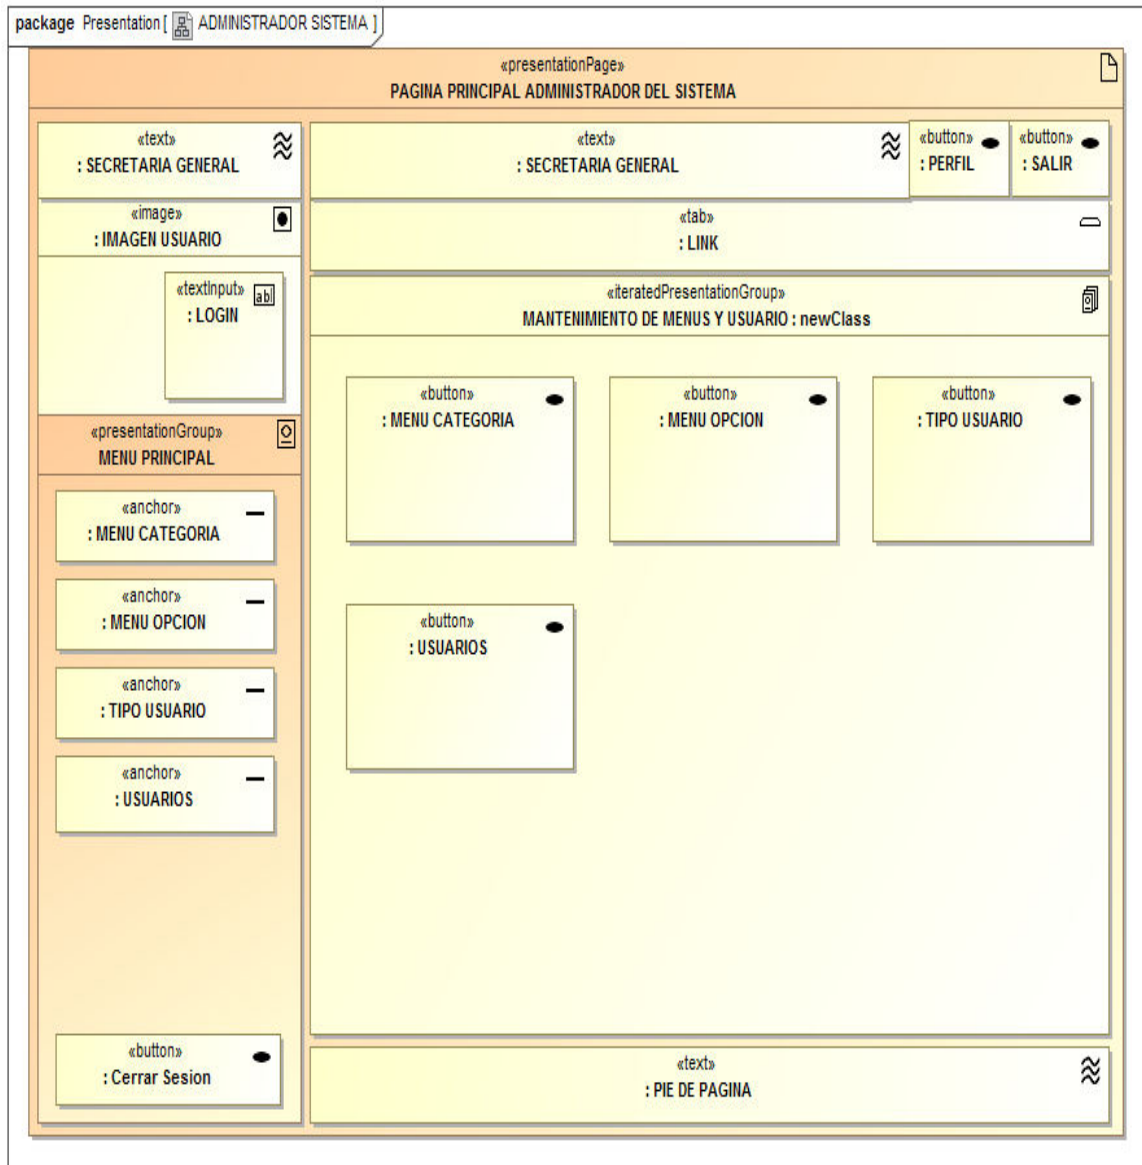 package Presentation [ ADMINISTRADOR SISTEMA ]
«presentationPage»
PAGINA PRINCIPAL ADMINISTRADOR DEL SISTEMA
«text»
: SECRETARIA GENERAL
«text»
: SECRETARIA GENERAL
«button»
: PERFIL
«button»
: SALIR
«image»
: IMAGEN USUARIO
«textInput»
ab|
: LOGIN
«tab»
: LINK
«iteratedPresentationGroup»
MANTENIMIENTO DE MENUS Y USUARIO : newClass
«button»
: MENU CATEGORIA
«button»
: MENU OPCION
«button»
: TIPO USUARIO
«button»
: USUARIOS
«presentationGroup»
MENU PRINCIPAL
«anchor»
: MENU CATEGORIA
«anchor»
: MENU OPCION
«anchor»
: TIPO USUARIO
«anchor»
: USUARIOS
«button»
: Cerrar Sesion
«text»
: PIE DE PAGINA